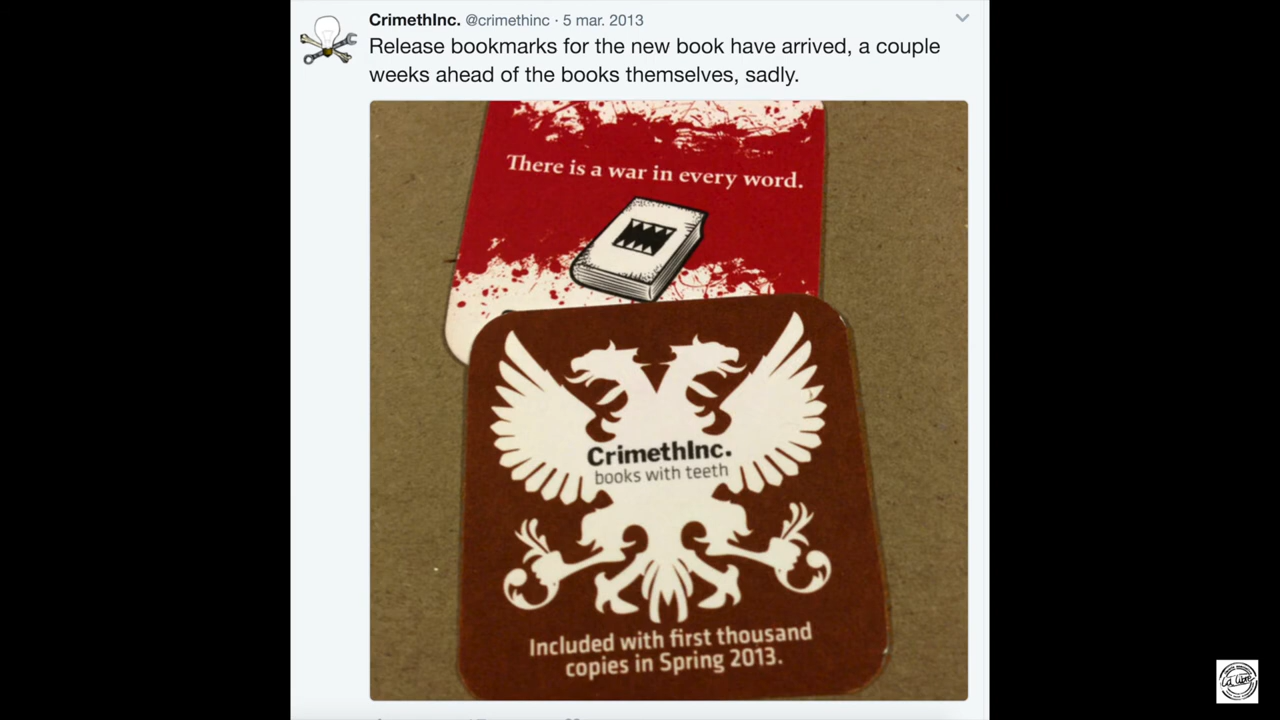 CrimethInc. @crimethinc · 5 mar. 2013
Release bookmarks for the new book have arrived, a couple
weeks ahead of the books themselves, sadly.
There is a war in every word.
CrimethInc.
books with teeth
Included with first thousand
copies in Spring 2013.